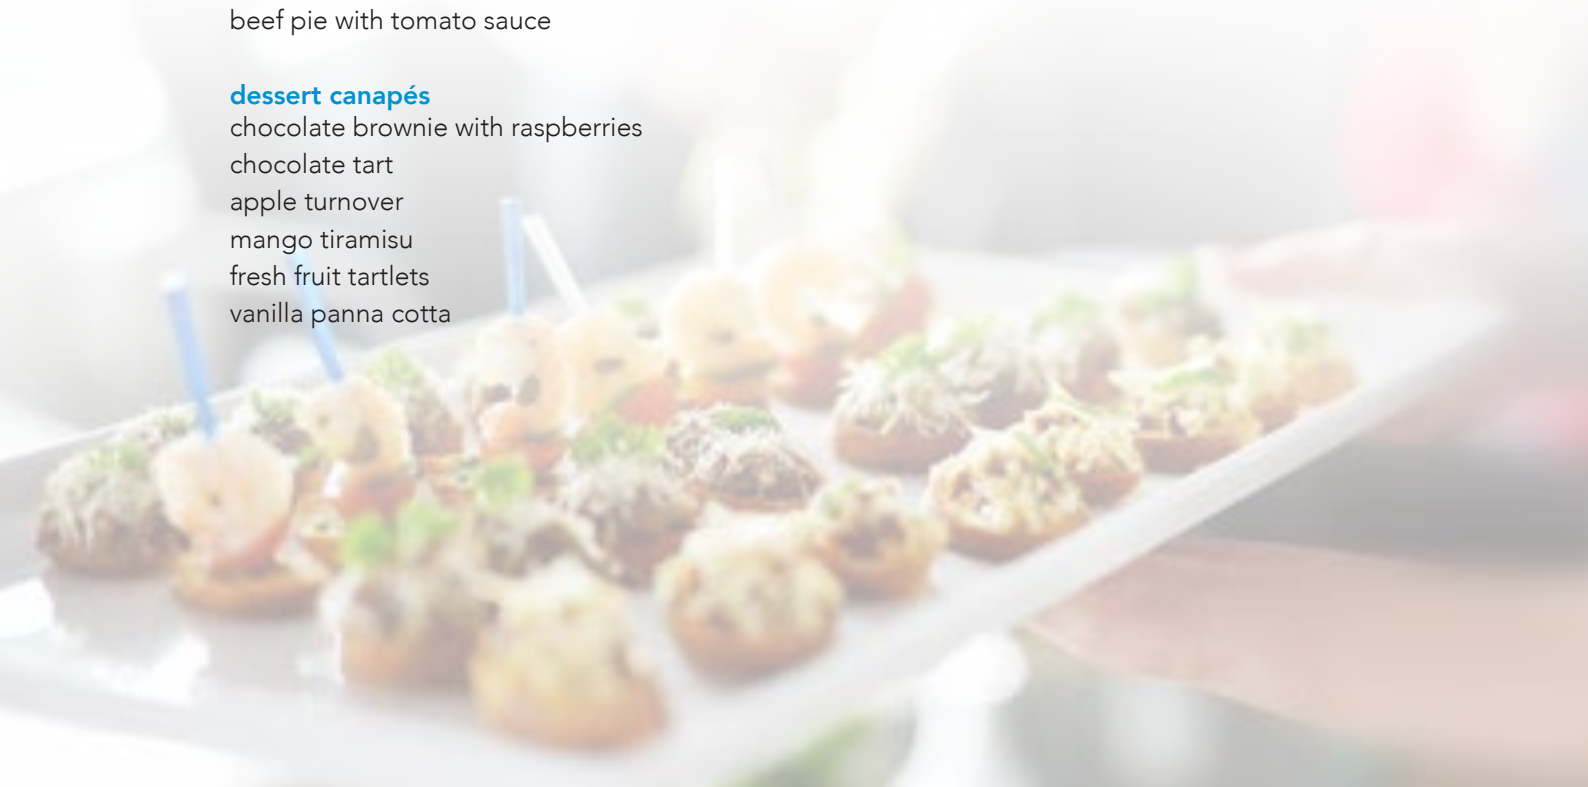 beef pie with tomato sauce
dessert canapés
chocolate brownie with raspberries
chocolate tart
apple turnover
mango tiramisu
fresh fruit tartlets
vanilla panna cotta